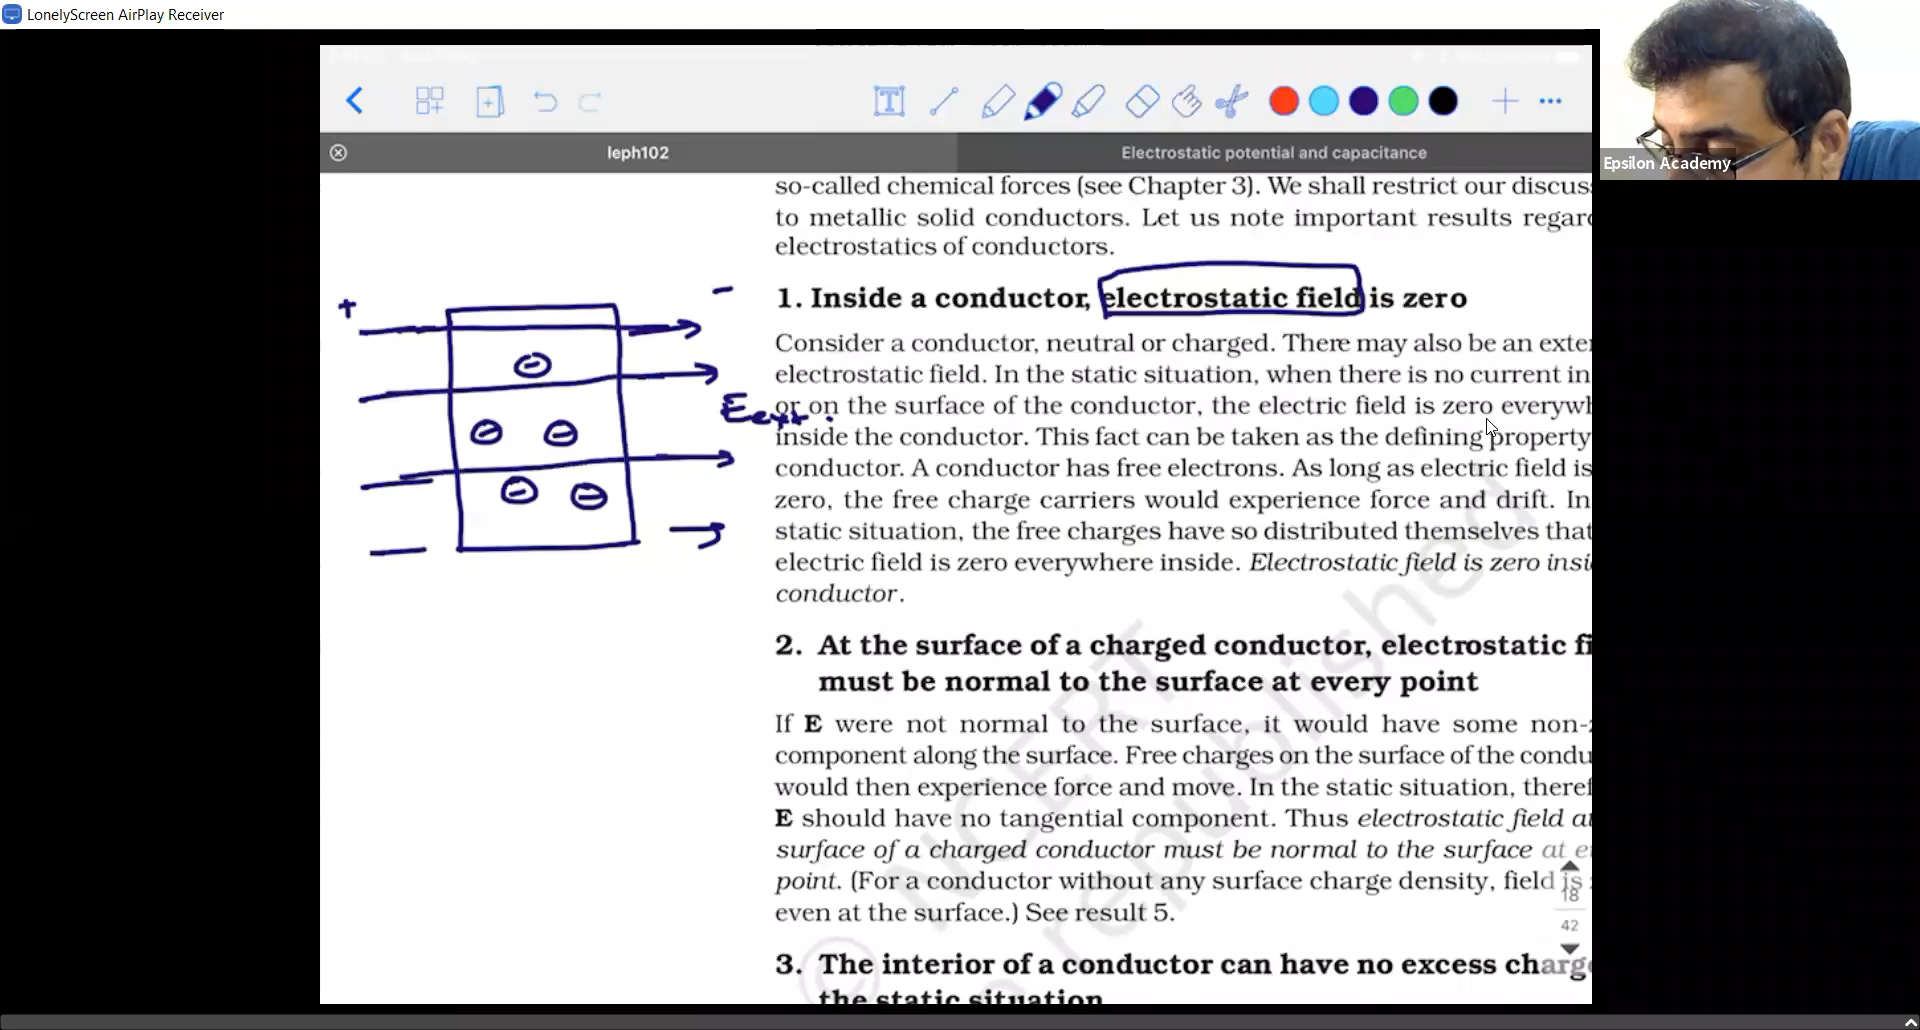 LonelyScreen AirPlay Receiver
T
leph102
Electrostatic potential and capacitance
Epsilon Academy
so-called chemical forces (see Chapter 3). We shall restrict our discus
to metallic solid conductors. Let us note important results regar
electrostatics of conductors.
+
-
1. Inside a conductor, electrostatic field is zero
Consider a conductor, neutral or charged. There may also be an exte
electrostatic field. In the static situation, when there is no current in
Eext.
or on the surface of the conductor, the electric field is zero everywh
inside the conductor. This fact can be taken as the defining property
conductor. A conductor has free electrons. As long as electric field is
zero, the free charge carriers would experience force and drift. In
static situation, the free charges have so distributed themselves that
electric field is zero everywhere inside. Electrostatic field is zero insi
conductor.
2. At the surface of a charged conductor, electrostatic fi
must be normal to the surface at every point
If E were not normal to the surface, it would have some non-
component along the surface. Free charges on the surface of the condu
would then experience force and move. In the static situation, theref
E should have no tangential component. Thus electrostatic field a
surface of a charged conductor must be normal to the surface at e
point. (For a conductor without any surface charge density, field is
even at the surface.) See result 5.
18
42
3. The interior of a conductor can have no excess charg
the static situation
© NCERT
republished